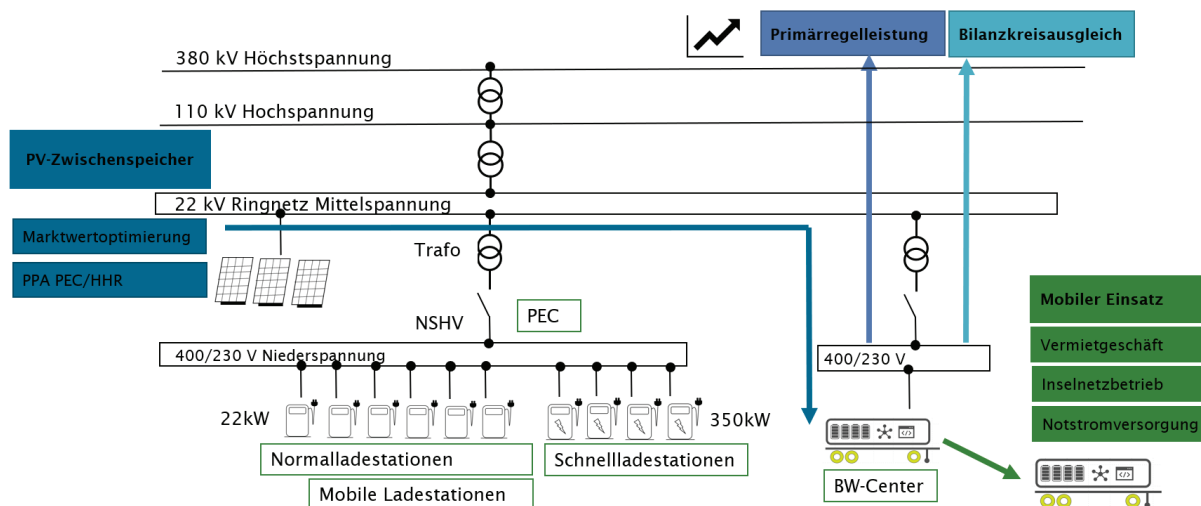 Primärregelleistung
Bilanzkreisausgleich
380 kV Höchstspannung
110 kV Hochspannung
PV-Zwischenspeicher
22 kV Ringnetz Mittelspannung
Marktwertoptimierung
Trafo
PPA PEC/HHR
Mobiler Einsatz
NSHV
PEC
Vermietgeschäft
400/230 V Niederspannung
400/230 V
Inselnetzbetrieb
22kW
350kW
Notstromversorgung
Normalladestationen
Schnellladestationen
BW-Center
Mobile Ladestationen